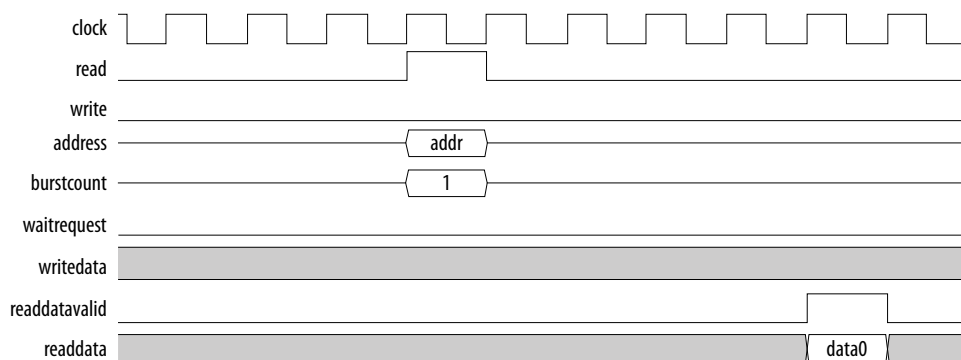 clock
read
write
address addr
burstcount 1
waitrequest
writedata
readdatavalid
readdata data0